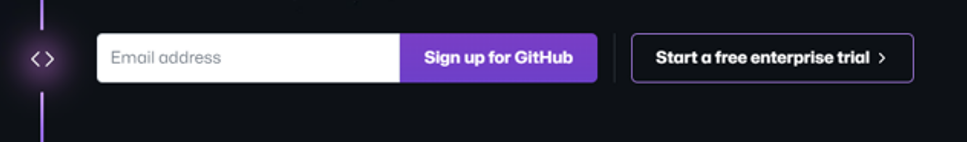 Email address
Sign up for GitHub
Start a free enterprise trial